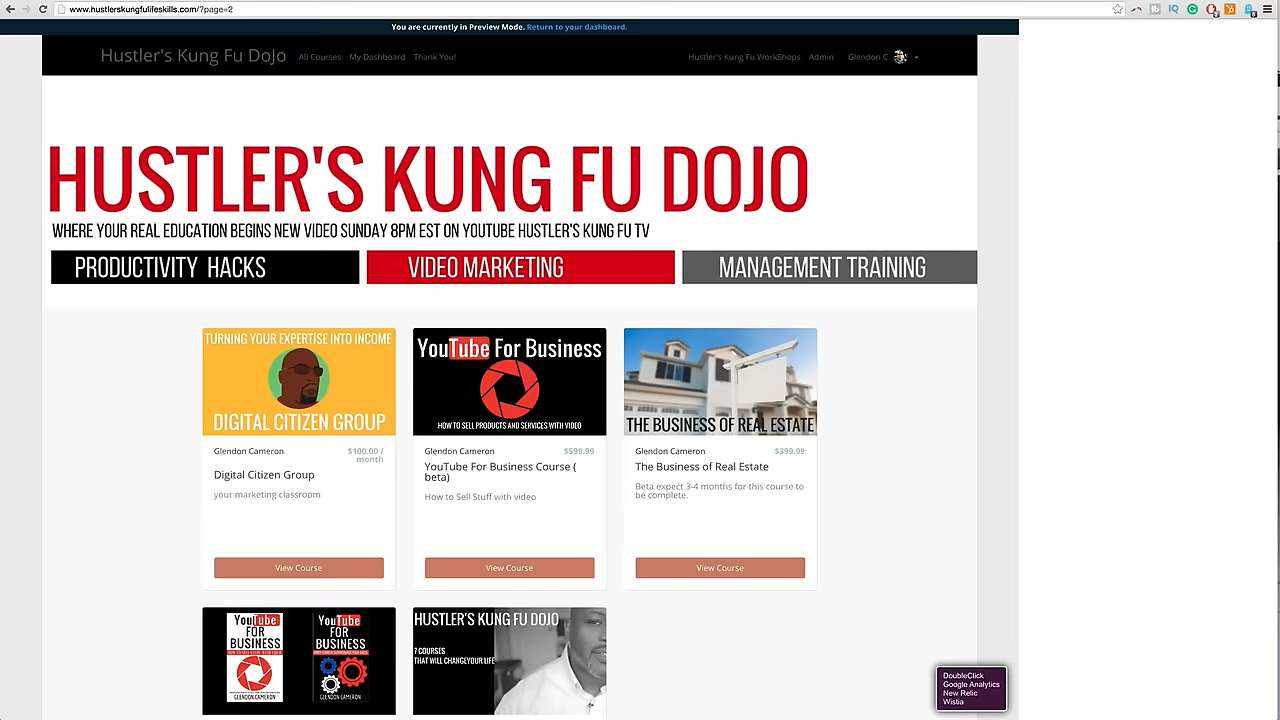 www.hustlerskungfulifeskills.com/?page=2
You are currently in Preview Mode. Return to your dashboard.
Hustler's Kung Fu DoJo All Courses My Dashboard Thank You! Hustler's Kung Fu WorkShops Admin Glendon C
HUSTLER'S KUNG FU DOJO
WHERE YOUR REAL EDUCATION BEGINS NEW VIDEO SUNDAY 8PM EST ON YOUTUBE HUSTLER'S KUNG FU TV
PRODUCTIVITY HACKS VIDEO MARKETING MANAGEMENT TRAINING
TURNING YOUR EXPERTISE INTO INCOME
DIGITAL CITIZEN GROUP
Glendon Cameron $100.00 /
month
Digital Citizen Group
your marketing classroom
View Course
YouTube For Business
HOW TO SELL PRODUCTS AND SERVICES WITH VIDEO
Glendon Cameron $599.99
YouTube For Business Course (
beta)
How to Sell Stuff with video
View Course
THE BUSINESS OF REAL ESTATE
Glendon Cameron $399.99
The Business of Real Estate
Beta expect 3-4 months for this course to
be complete.
View Course
YouTube
FOR
BUSINESS
GLENDON CAMERON
YouTube
FOR
BUSINESS
GLENDON CAMERON
HUSTLER'S KUNG FU DOJO
7 COURSES
THAT WILL CHANGEYOUR LIFE
DoubleClick
Google Analytics
New Relic
Wistia